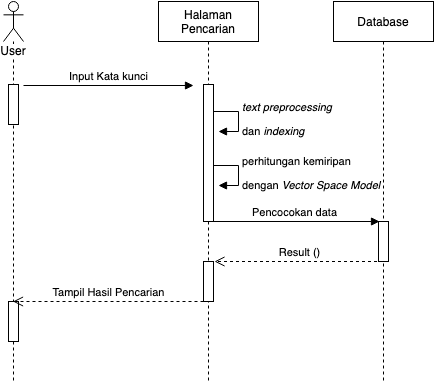 User
Halaman
Pencarian
Database
Input Kata kunci
text preprocessing
dan indexing
perhitungan kemiripan
dengan Vector Space Model
Pencocokan data
Result ()
Tampil Hasil Pencarian